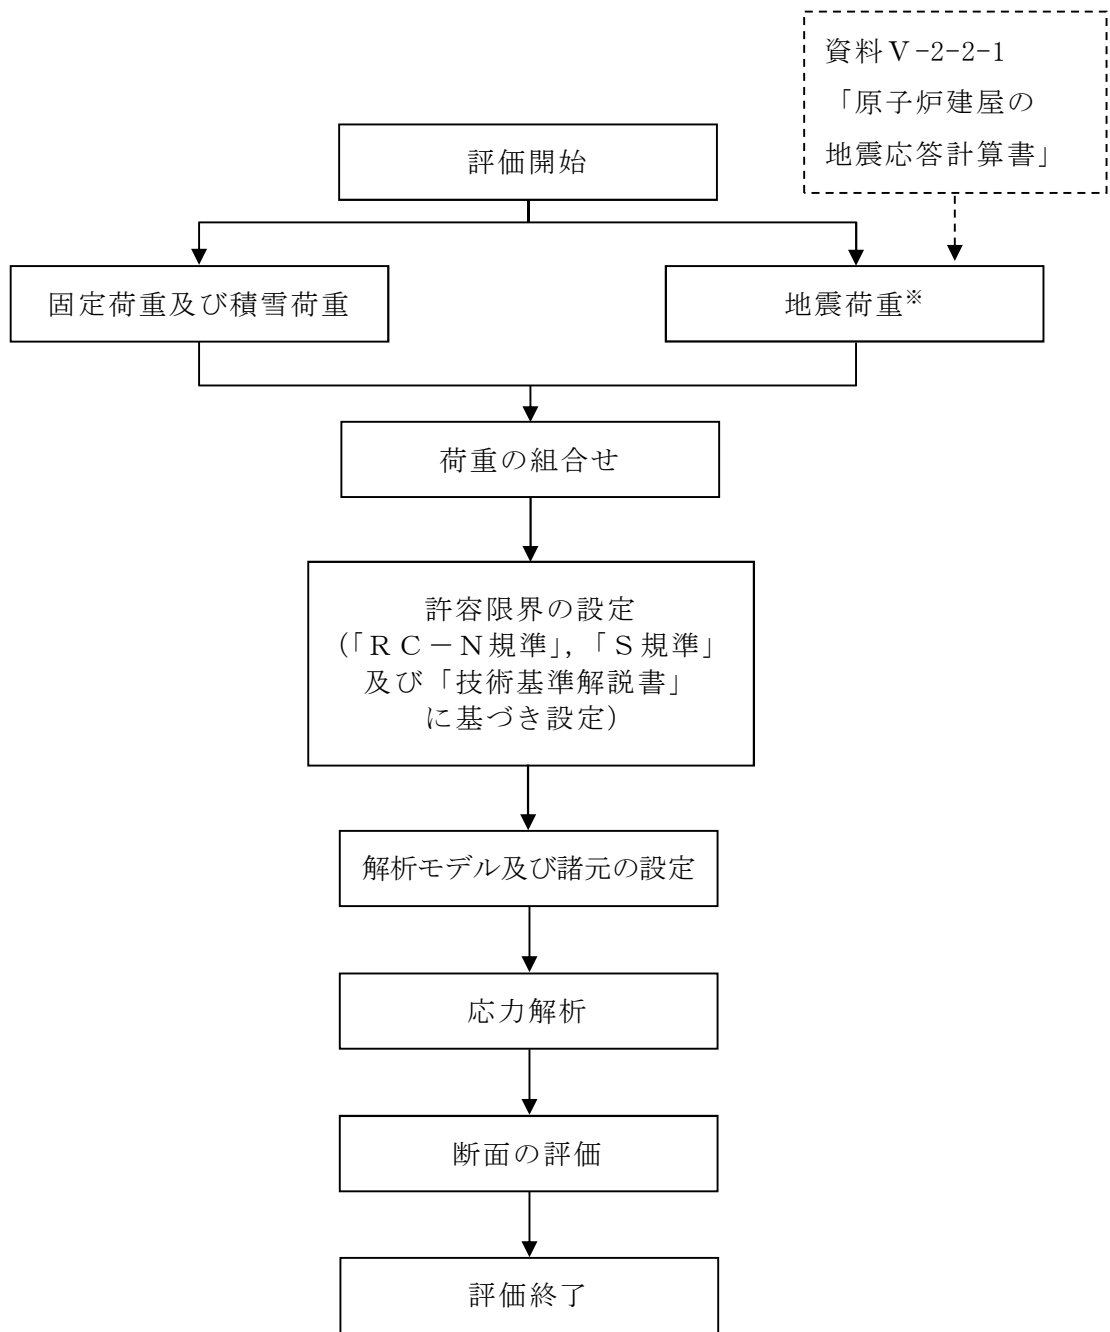 資料Ⅴ-2-2-1
「原子炉建屋の
地震応答計算書」
評価開始
固定荷重及び積雪荷重
地震荷重※
荷重の組合せ
許容限界の設定
(「ＲＣ－Ｎ規準」,「Ｓ規準」
及び「技術基準解説書」
に基づき設定)
解析モデル及び諸元の設定
応力解析
断面の評価
評価終了